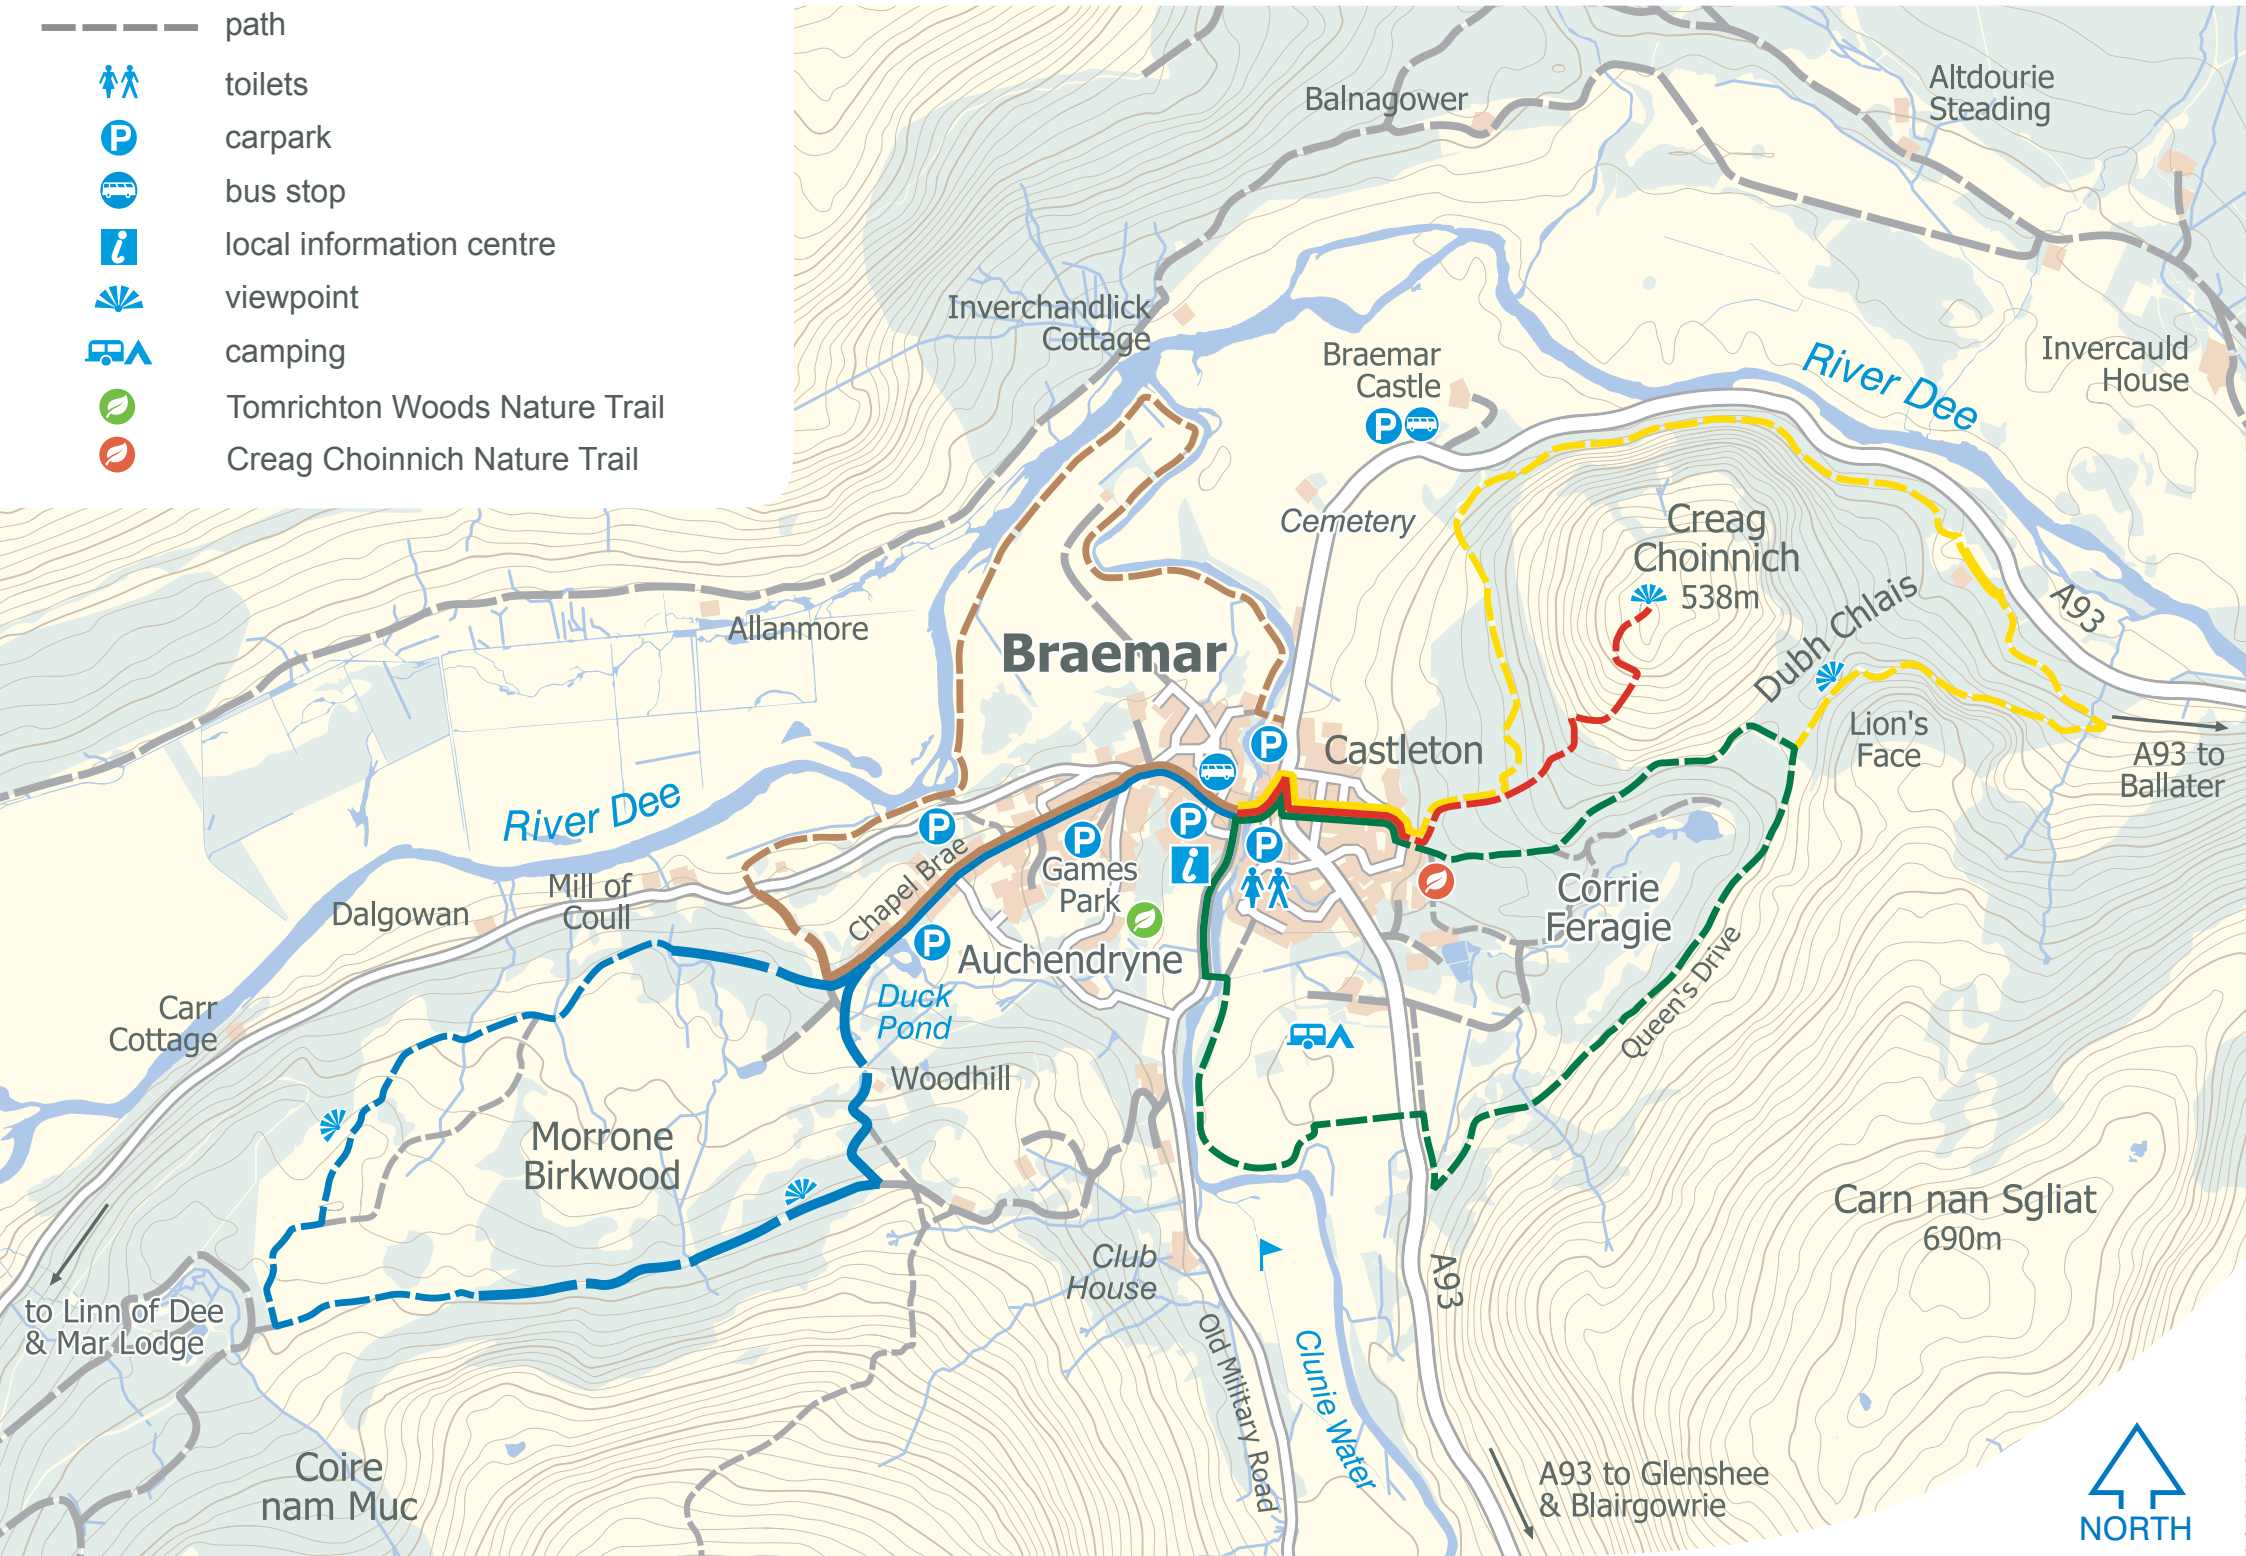 path
toilets
P
carpark
bus stop
i
local information centre
viewpoint
camping
Tomrichton Woods Nature Trail
Creag Choinnich Nature Trail
Balnagower
Altdourie
Steading
Inverchandlick
Cottage
Braemar
Castle
P
River Dee
Invercauld
House
Cemetery
Creag
Choinnich
538m
A93
Dubh Chlais
Allanmore
Braemar
Castleton
P
Lion's
Face
A93 to
Ballater
River Dee
P
P
P
P
i
Games
Park
Chapel Brae
Mill of
Coull
Dalgowan
Corrie
Feragie
P
Auchendryne
Queen's Drive
Duck
Pond
Carr
Cottage
Woodhill
Morrone
Birkwood
Carn nan Sgliat
690m
Club
House
A93
to Linn of Dee
& Mar Lodge
Old Military Road
Clunie Water
Coire
nam Muc
A93 to Glenshee
& Blairgowrie
NORTH